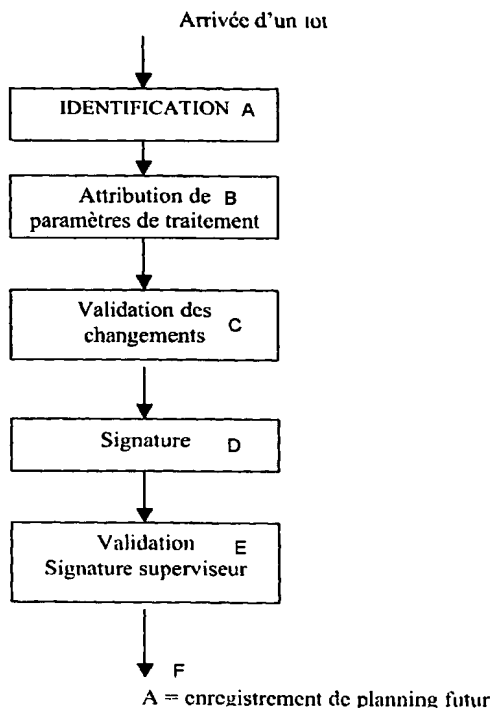 Arrivée d'un lot
IDENTIFICATION A
Attribution de B
paramètres de traitement
Validation des
changements C
Signature D
Validation E
Signature superviseur
F
A = enregistrement de planning futur